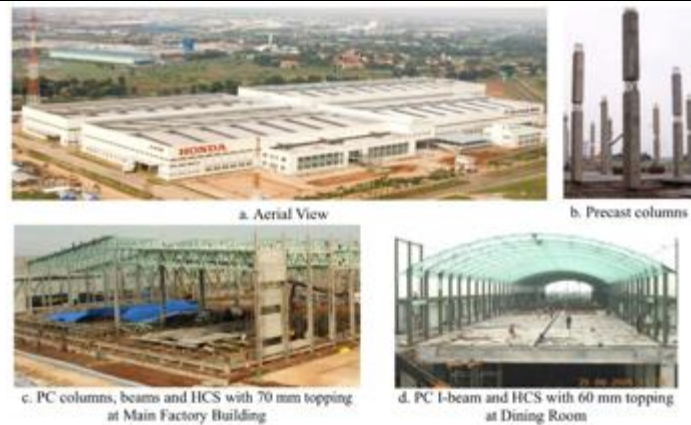 HONDA
a. Aerial View
b. Precast columns
c. PC columns, beams and HCS with 70 mm topping
at Main Factory Building
d. PC I-beam and HCS with 60 mm topping
at Dining Room